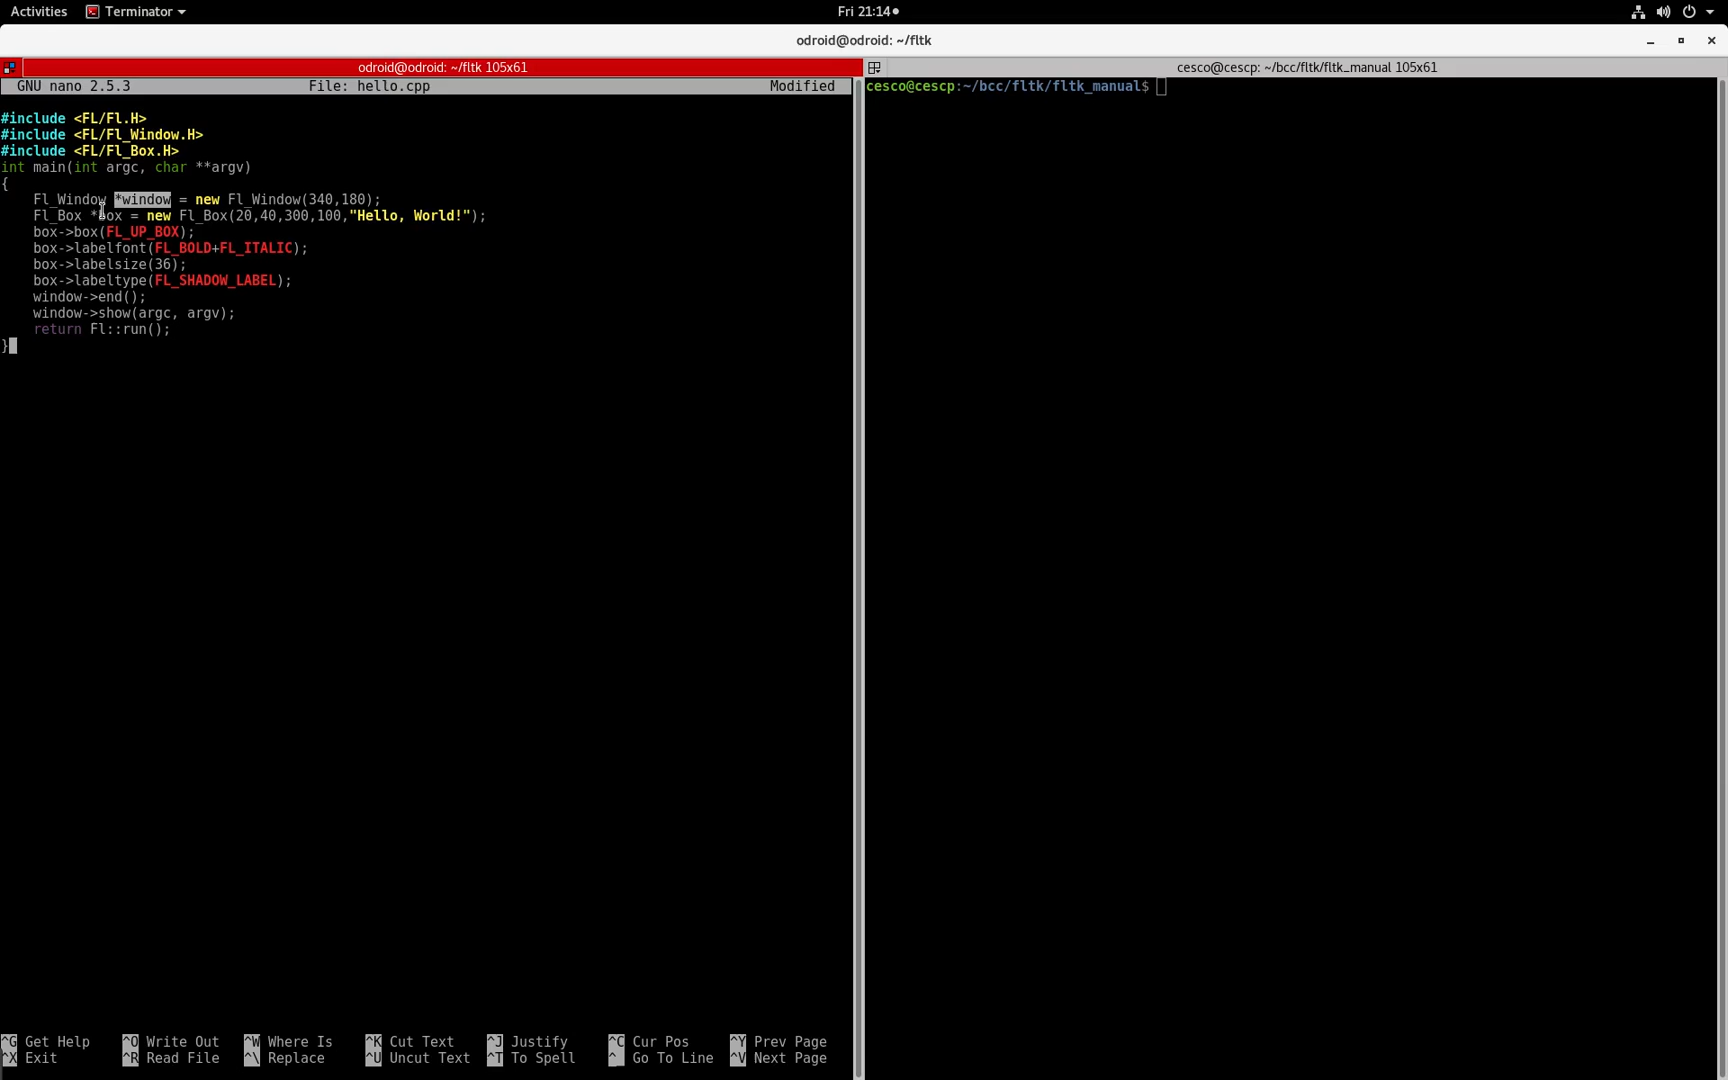 Activities Terminator Fri 21:14
odroid@odroid: ~/fltk
odroid@odroid: ~/fltk 105x61
GNU nano 2.5.3 File: hello.cpp Modified
#include <FL/Fl.H>
#include <FL/Fl_Window.H>
#include <FL/Fl_Box.H>
int main(int argc, char **argv)
{
    Fl_Window *window = new Fl_Window(340,180);
    Fl_Box *box = new Fl_Box(20,40,300,100,"Hello, World!");
    box->box(FL_UP_BOX);
    box->labelfont(FL_BOLD+FL_ITALIC);
    box->labelsize(36);
    box->labeltype(FL_SHADOW_LABEL);
    window->end();
    window->show(argc, argv);
    return Fl::run();
}
^G Get Help ^O Write Out ^W Where Is ^K Cut Text ^J Justify ^C Cur Pos ^Y Prev Page
^X Exit ^R Read File ^\ Replace ^U Uncut Text ^T To Spell ^_ Go To Line ^V Next Page
cesco@cescp: ~/bcc/fltk/fltk_manual 105x61
cesco@cescp:~/bcc/fltk/fltk_manual$